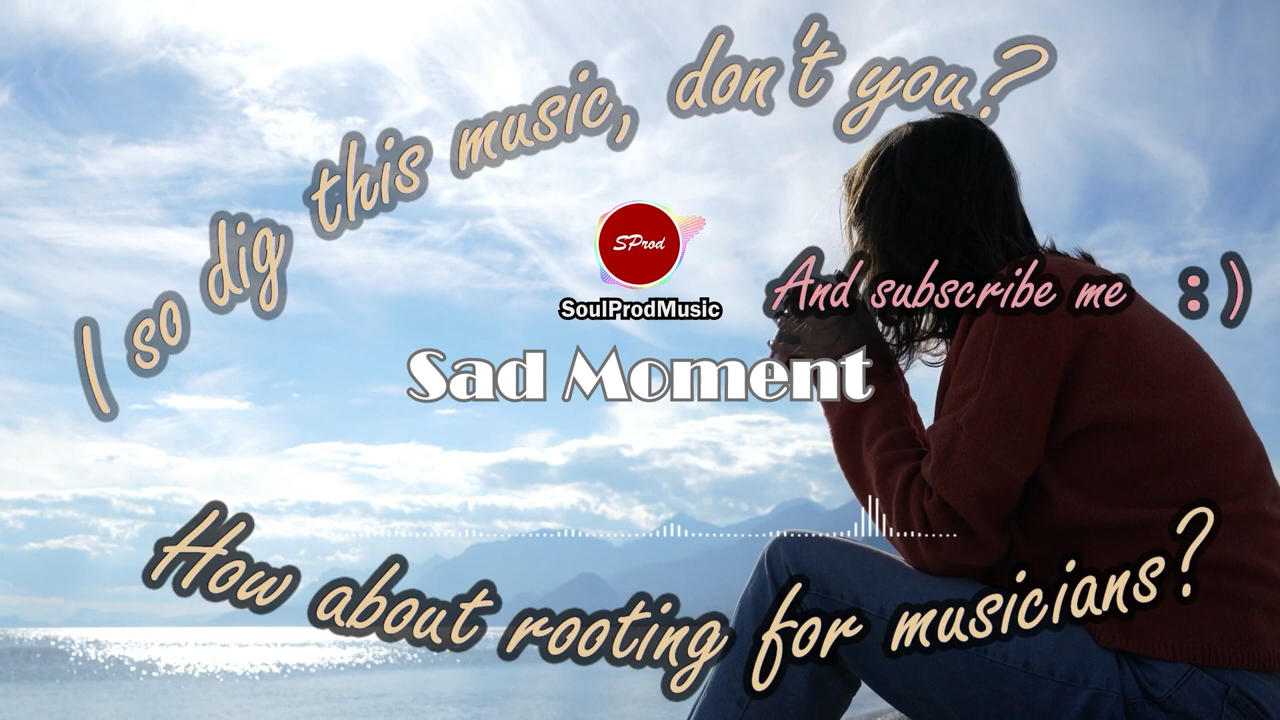 I so dig this music, don't you?
SProd
SoulProdMusic
And subscribe me :)
Sad Moment
How about rooting for musicians?